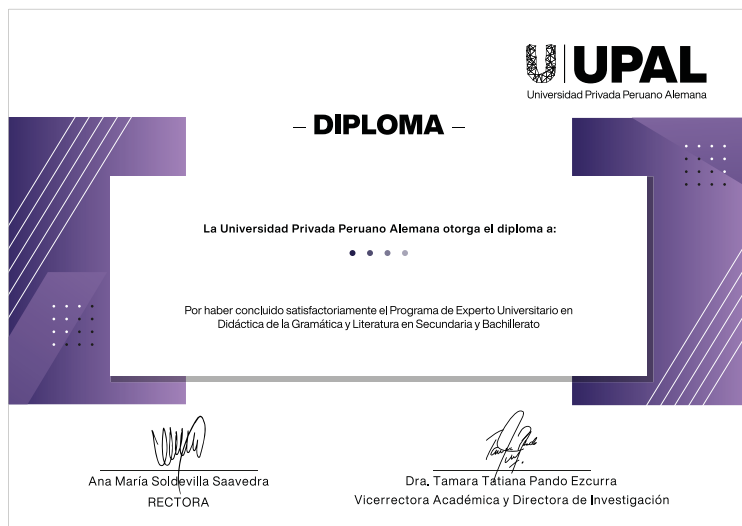 UPAL
Universidad Privada Peruano Alemana
– DIPLOMA –
La Universidad Privada Peruano Alemana otorga el diploma a:
Por haber concluido satisfactoriamente el Programa de Experto Universitario en
Didáctica de la Gramática y Literatura en Secundaria y Bachillerato
Ana María Soldevilla Saavedra
RECTORA
Dra. Tamara Tatiana Pando Ezcurra
Vicerrectora Académica y Directora de Investigación